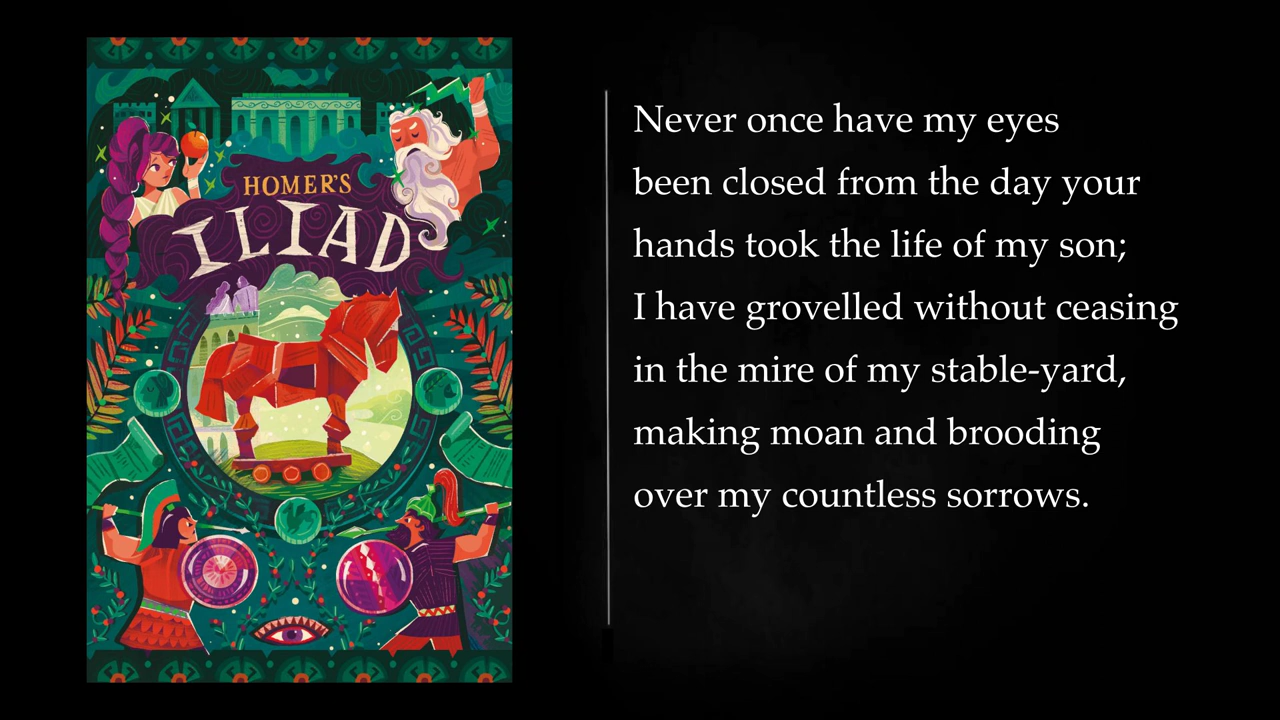 HOMER'S
ILIAD
Never once have my eyes
been closed from the day your
hands took the life of my son;
I have grovelled without ceasing
in the mire of my stable-yard,
making moan and brooding
over my countless sorrows.